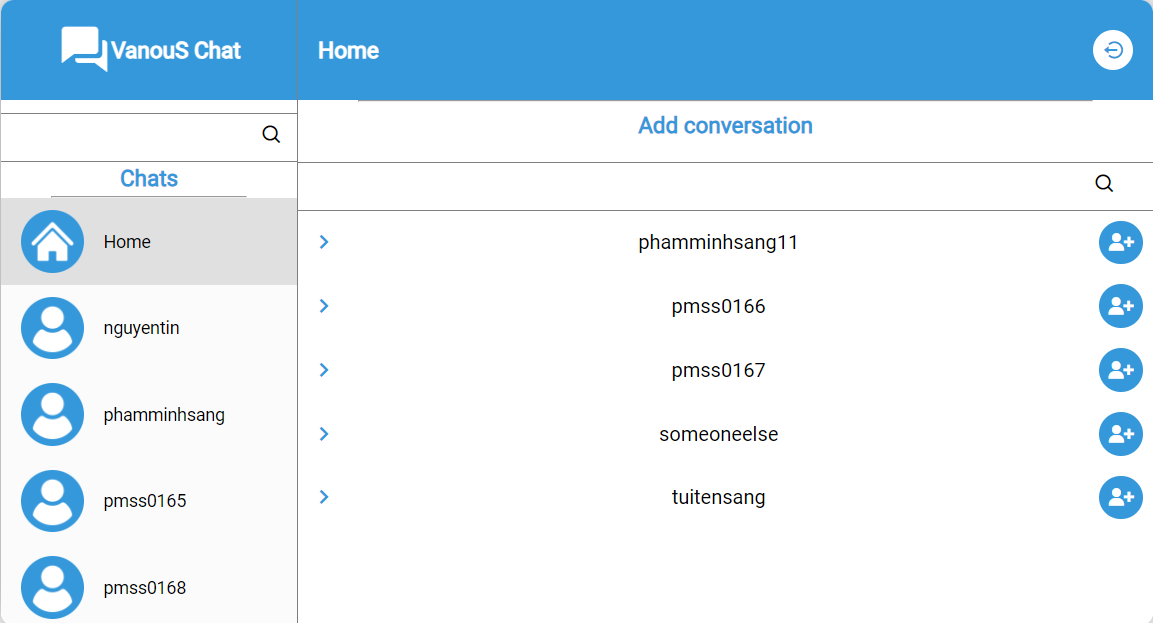 VanouS Chat
Home
Chats
Home
nguyentin
phamminhsang
pmss0165
pmss0168
Add conversation
phamminhsang11
pmss0166
pmss0167
someoneelse
tuitensang